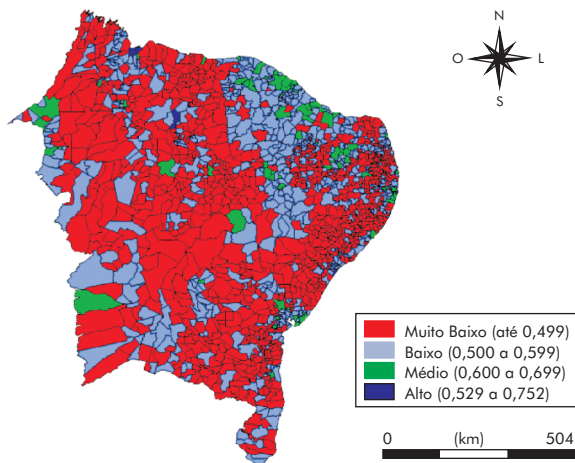 N
O L
S
Muito Baixo (até 0,499)
Baixo (0,500 a 0,599)
Médio (0,600 a 0,699)
Alto (0,529 a 0,752)
0 (km) 504